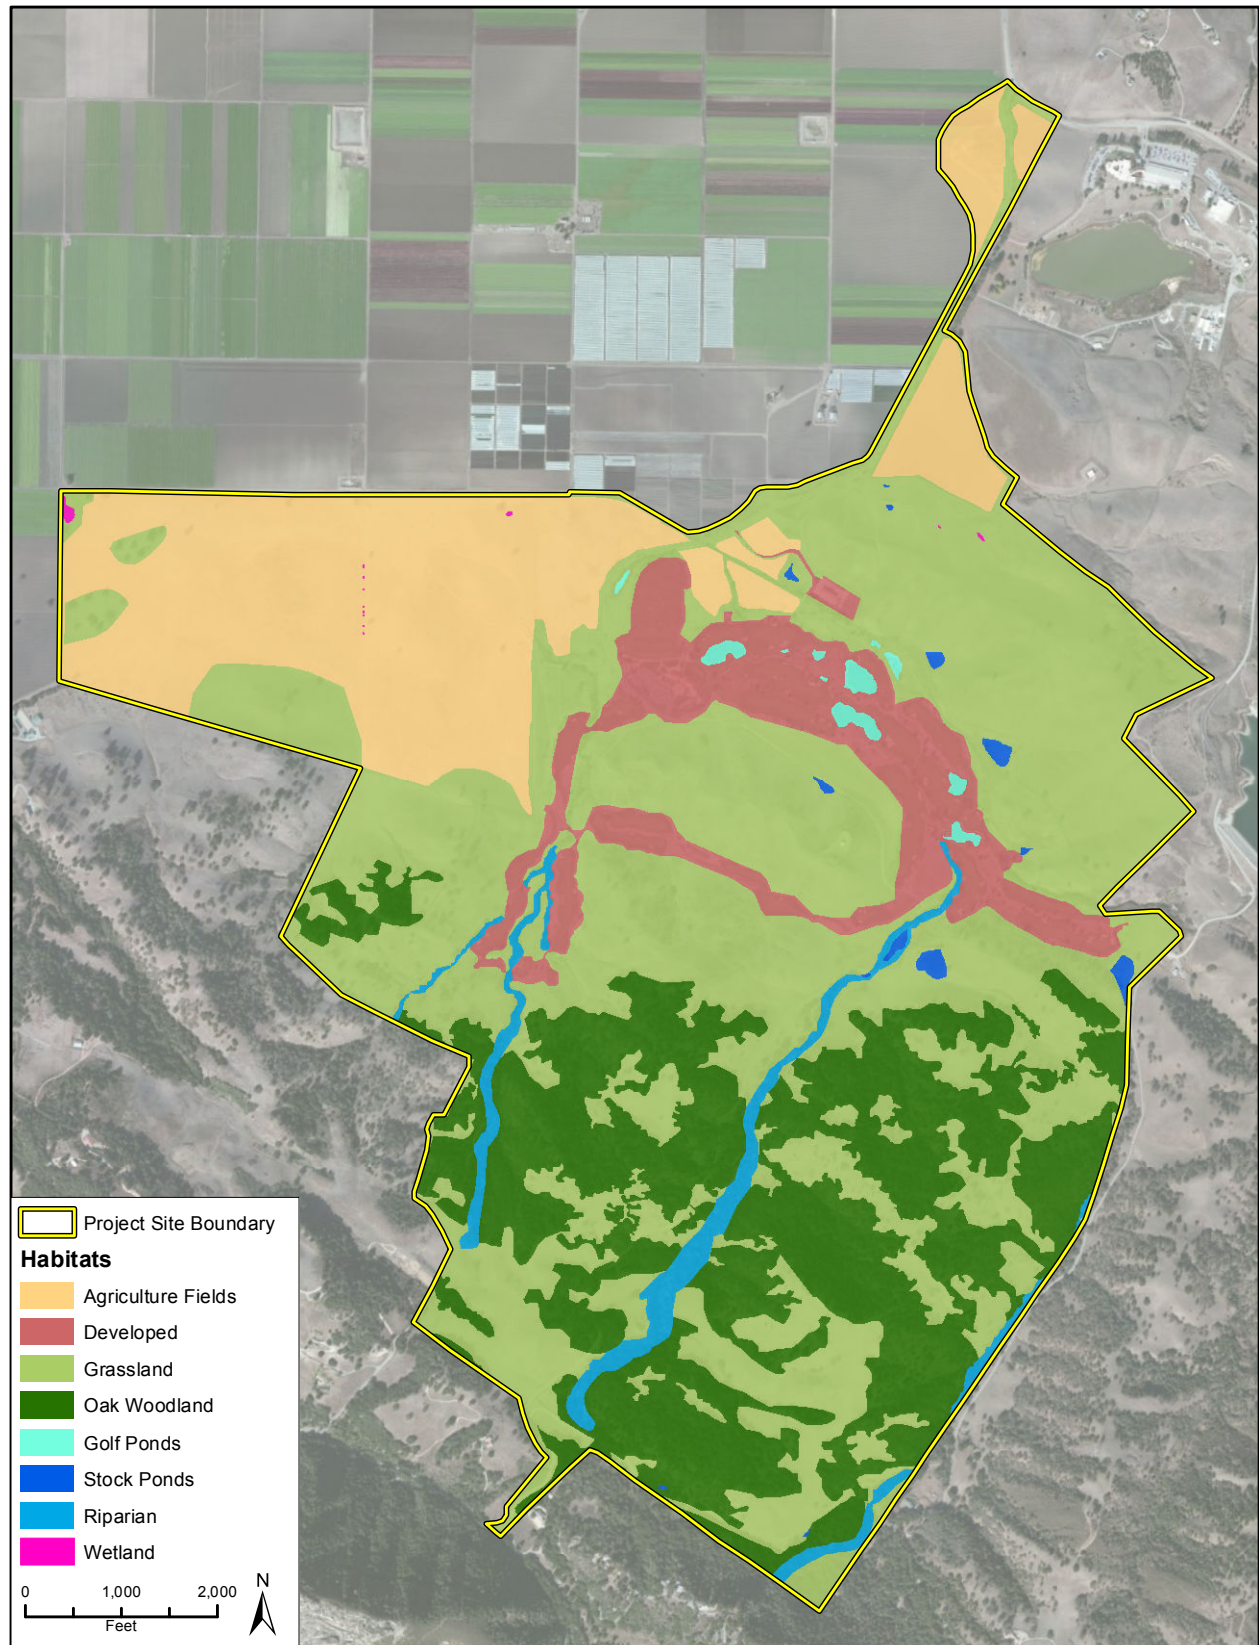 Project Site Boundary
Habitats
Agriculture Fields
Developed
Grassland
Oak Woodland
Golf Ponds
Stock Ponds
Riparian
Wetland
0 1,000 2,000
Feet
N